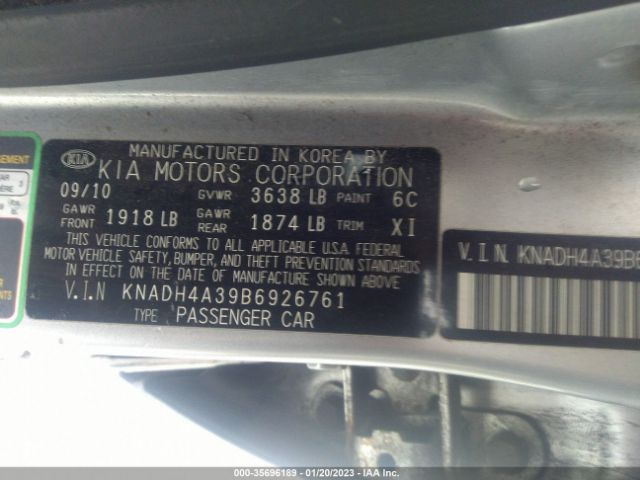 MANUFACTURED IN KOREA BY
KIA KIA MOTORS CORPORATION
09/10 GVWR 3638 LB PAINT 6C
GAWR FRONT 1918 LB GAWR REAR 1874 LB TRIM XI
THIS VEHICLE CONFORMS TO ALL APPLICABLE U.S.A. FEDERAL
MOTOR VEHICLE SAFETY, BUMPER, AND THEFT PREVENTION STANDARDS
IN EFFECT ON THE DATE OF MANUFACTURE SHOWN ABOVE
V.I.N KNADH4A39B6926761
TYPE PASSENGER CAR
V.I.N. KNADH4A39B6
000-35696189 - 01/20/2023 - IAA Inc.